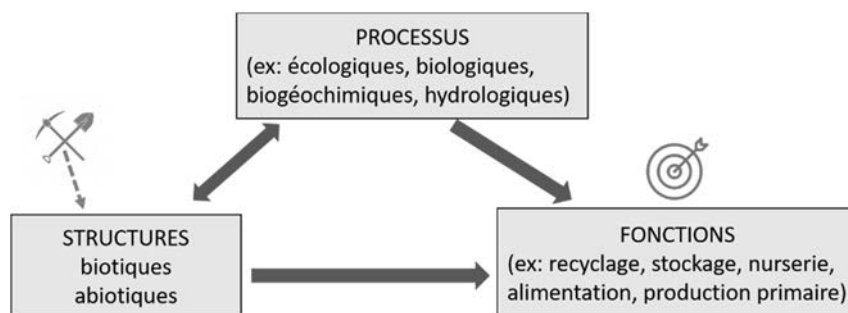 PROCESSUS
(ex: écologiques, biologiques,
biogéochimiques, hydrologiques)
STRUCTURES
biotiques
abiotiques
FONCTIONS
(ex: recyclage, stockage, nurserie,
alimentation, production primaire)